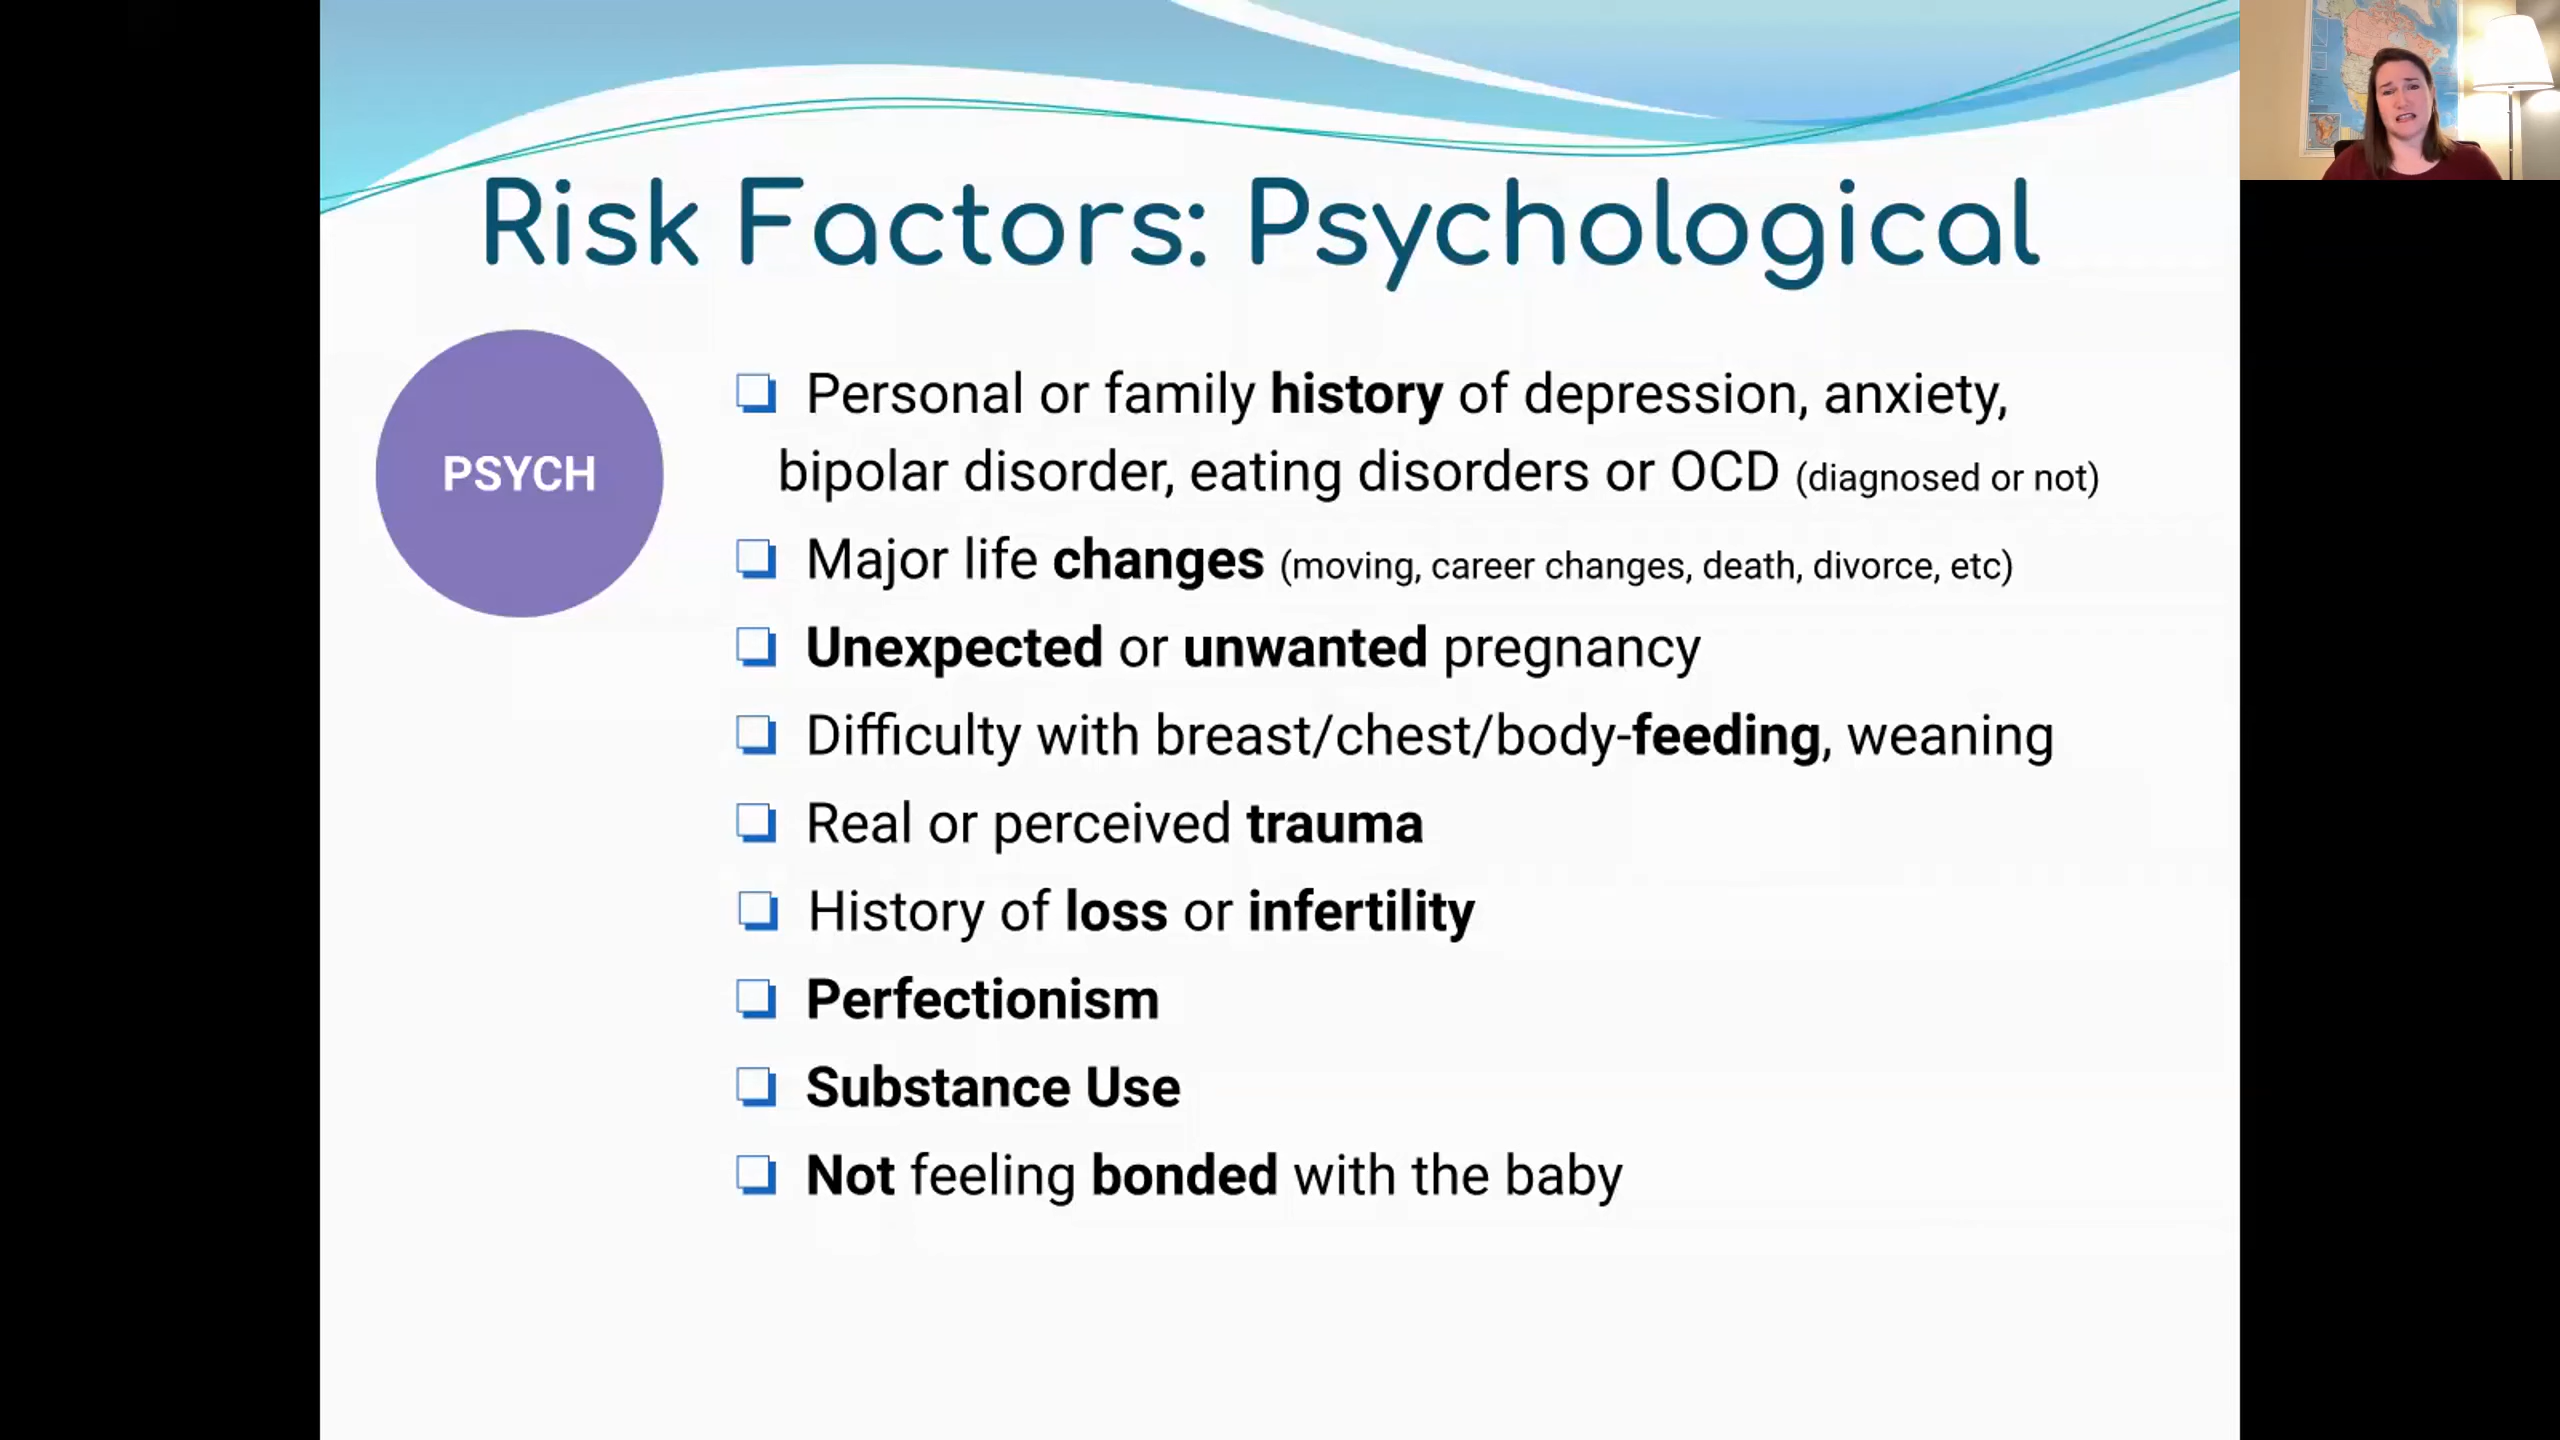 Risk Factors: Psychological
PSYCH
Personal or family history of depression, anxiety,
bipolar disorder, eating disorders or OCD (diagnosed or not)
Major life changes (moving, career changes, death, divorce, etc)
Unexpected or unwanted pregnancy
Difficulty with breast/chest/body-feeding, weaning
Real or perceived trauma
History of loss or infertility
Perfectionism
Substance Use
Not feeling bonded with the baby